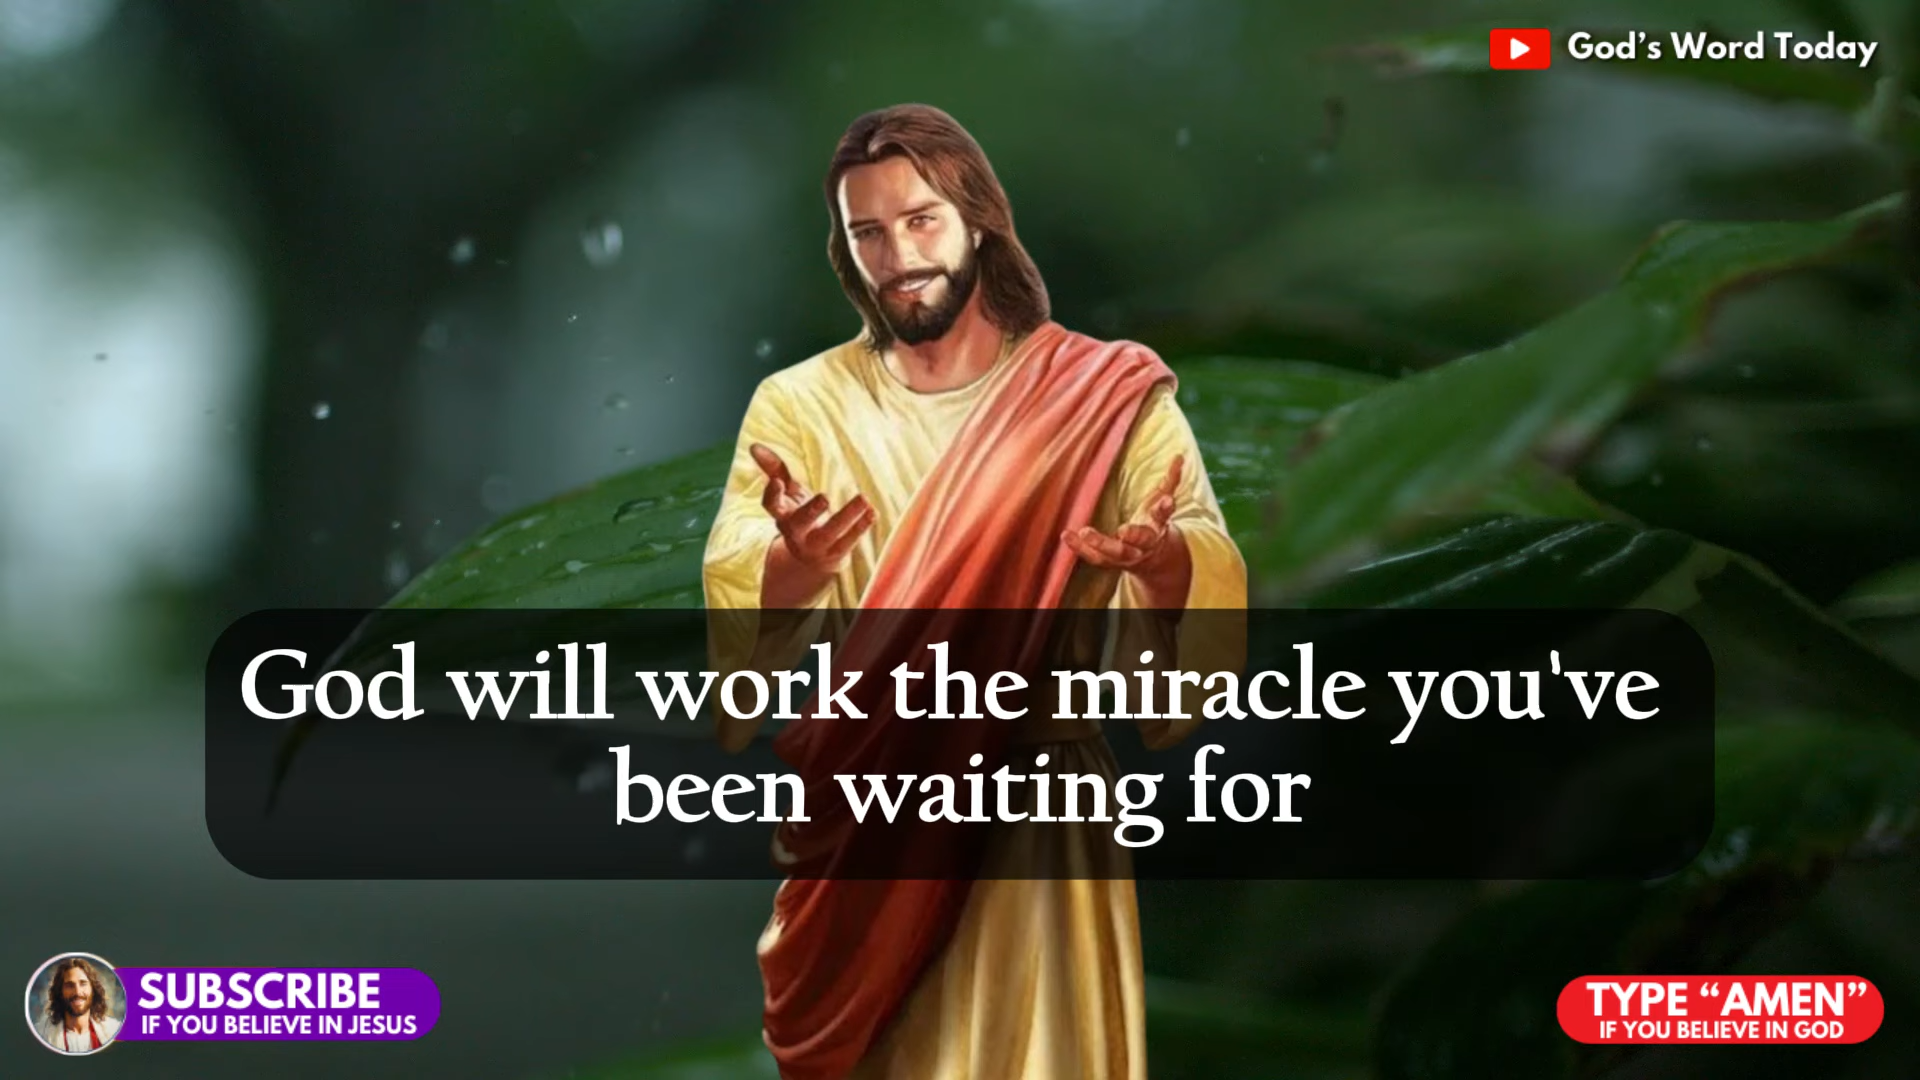 God’s Word Today
God will work the miracle you've
been waiting for
SUBSCRIBE
IF YOU BELIEVE IN JESUS
TYPE “AMEN”
IF YOU BELIEVE IN GOD